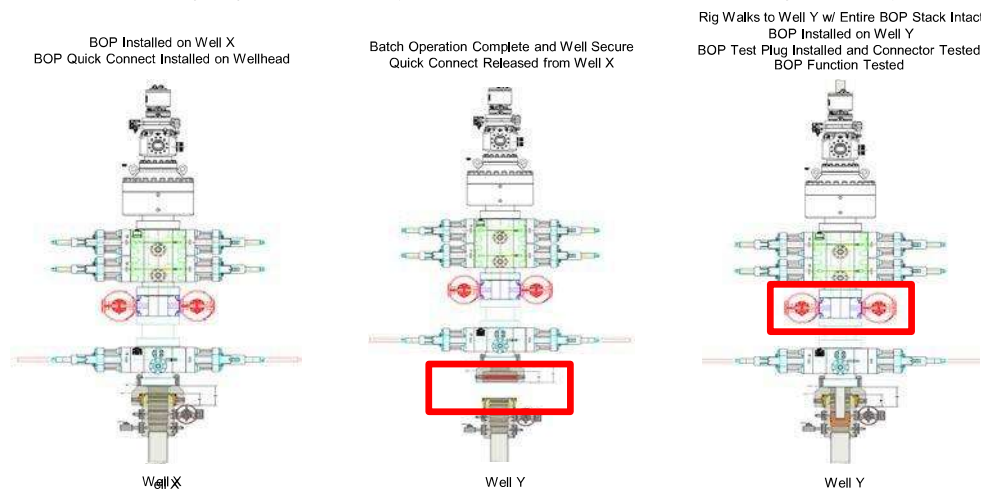 BOP Installed on Well X
BOP Quick Connect Installed on Wellhead
Batch Operation Complete and Well Secure
Quick Connect Released from Well X
Rig Walks to Well Y w/ Entire BOP Stack Intact
BOP Installed on Well Y
BOP Test Plug Installed and Connector Tested
BOP Function Tested
Well X
Well Y
Well Y